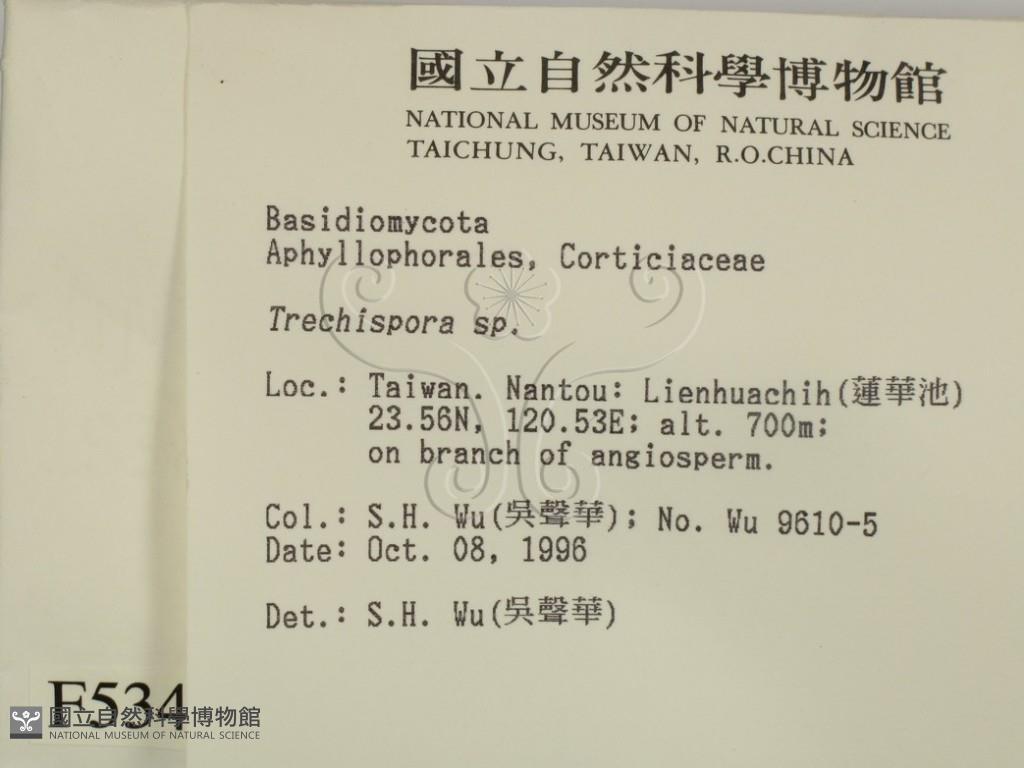 國立自然科學博物館
NATIONAL MUSEUM OF NATURAL SCIENCE
TAICHUNG, TAIWAN, R.O.CHINA
Basidiomycota
Aphyllophorales, Corticiaceae
Trechispora sp.
Loc.: Taiwan. Nantou: Lienhuachih(蓮華池)
23.56N, 120.53E; alt. 700m;
on branch of angiosperm.
Col.: S.H. Wu(吳聲華); No. Wu 9610-5
Date: Oct. 08, 1996
Det.: S.H. Wu(吳聲華)
F534
國立自然科學博物館
NATIONAL MUSEUM OF NATURAL SCIENCE